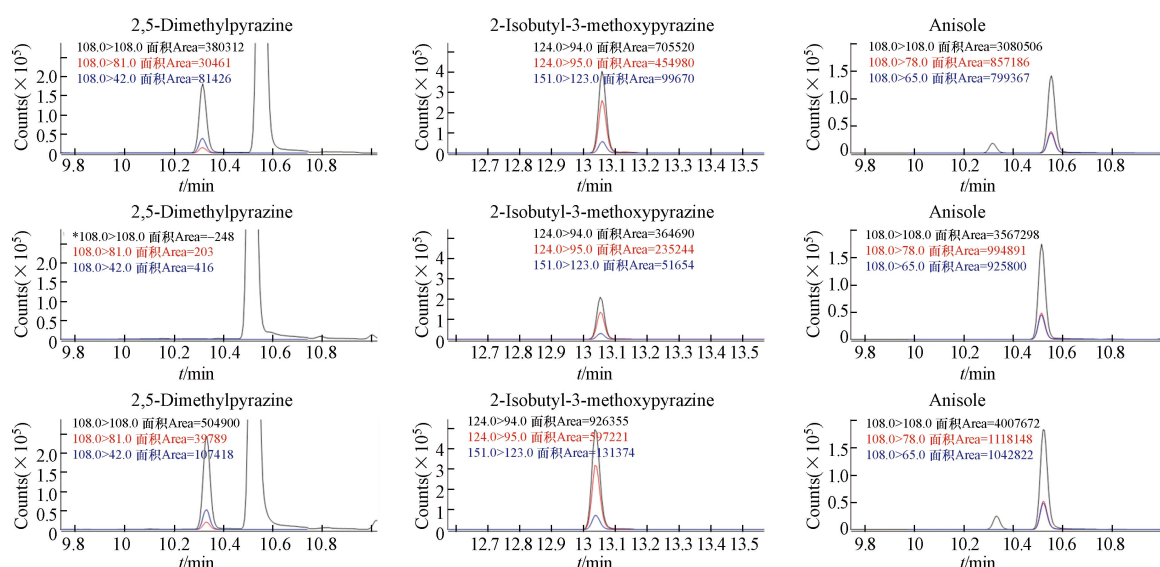 2,5-Dimethylpyrazine
108.0>108.0 面积Area=380312
108.0>81.0 面积Area=30461
108.0>42.0 面积Area=81426
Counts(×10⁵)
2.0
1.5
1.0
0.5
0
9.8 10 10.2 10.4 10.6 10.8
t/min
2-Isobutyl-3-methoxypyrazine
124.0>94.0 面积Area=705520
124.0>95.0 面积Area=454980
151.0>123.0 面积Area=99670
Counts(×10⁵)
4
3
2
1
0
12.7 12.8 12.9 13 13.1 13.2 13.3 13.4 13.5
t/min
Anisole
108.0>108.0 面积Area=3080506
108.0>78.0 面积Area=857186
108.0>65.0 面积Area=799367
Counts(×10⁵)
1.5
1.0
0.5
0
9.8 10 10.2 10.4 10.6 10.8
t/min
2,5-Dimethylpyrazine
*108.0>108.0 面积Area=–248
108.0>81.0 面积Area=203
108.0>42.0 面积Area=416
Counts(×10⁵)
2.0
1.5
1.0
0.5
0
9.8 10 10.2 10.4 10.6 10.8
t/min
2-Isobutyl-3-methoxypyrazine
124.0>94.0 面积Area=364690
124.0>95.0 面积Area=235244
151.0>123.0 面积Area=51654
Counts(×10⁵)
4
3
2
1
0
12.7 12.8 12.9 13 13.1 13.2 13.3 13.4 13.5
t/min
Anisole
108.0>108.0 面积Area=3567298
108.0>78.0 面积Area=994891
108.0>65.0 面积Area=925800
Counts(×10⁵)
1.5
1.0
0.5
0
9.8 10 10.2 10.4 10.6 10.8
t/min
2,5-Dimethylpyrazine
108.0>108.0 面积Area=504900
108.0>81.0 面积Area=39789
108.0>42.0 面积Area=107418
Counts(×10⁵)
2.0
1.5
1.0
0.5
0
9.8 10 10.2 10.4 10.6 10.8
t/min
2-Isobutyl-3-methoxypyrazine
124.0>94.0 面积Area=926355
124.0>95.0 面积Area=597221
151.0>123.0 面积Area=131374
Counts(×10⁵)
4
3
2
1
0
12.7 12.8 12.9 13 13.1 13.2 13.3 13.4 13.5
t/min
Anisole
108.0>108.0 面积Area=4007672
108.0>78.0 面积Area=1118148
108.0>65.0 面积Area=1042822
Counts(×10⁵)
1.5
1.0
0.5
0
9.8 10 10.2 10.4 10.6 10.8
t/min